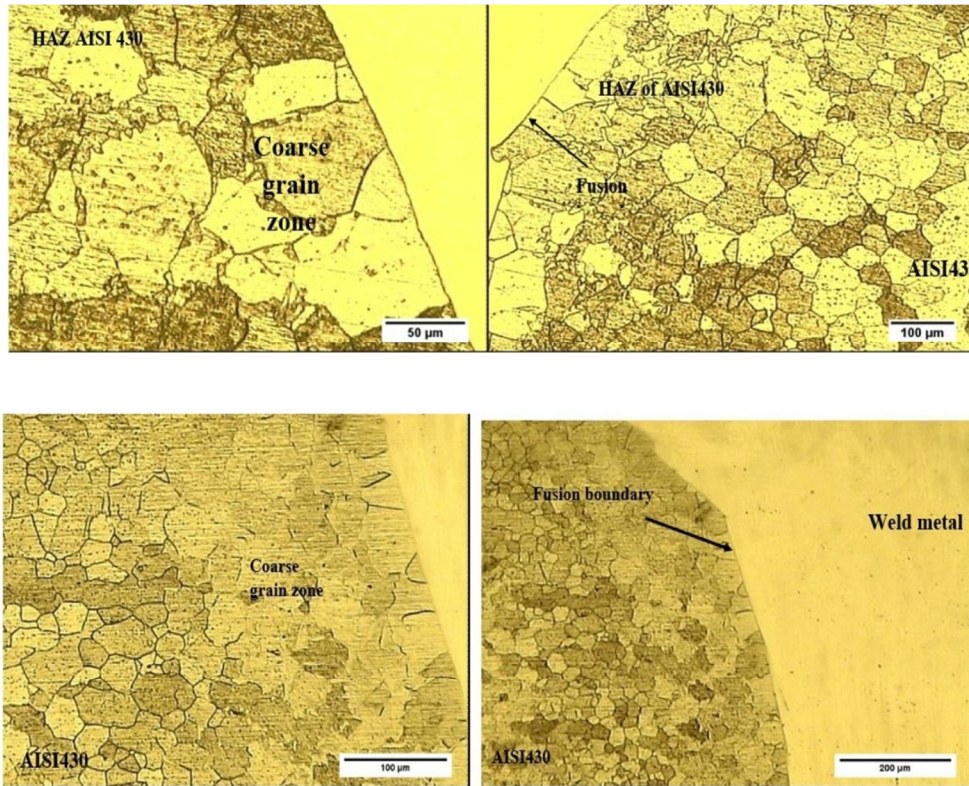 HAZ AISI 430
Coarse
grain
zone
50 µm
HAZ of AISI430
Fusion
AISI43
100 µm
Coarse
grain zone
AISI430
100 µm
Fusion boundary
Weld metal
AISI430
200 µm